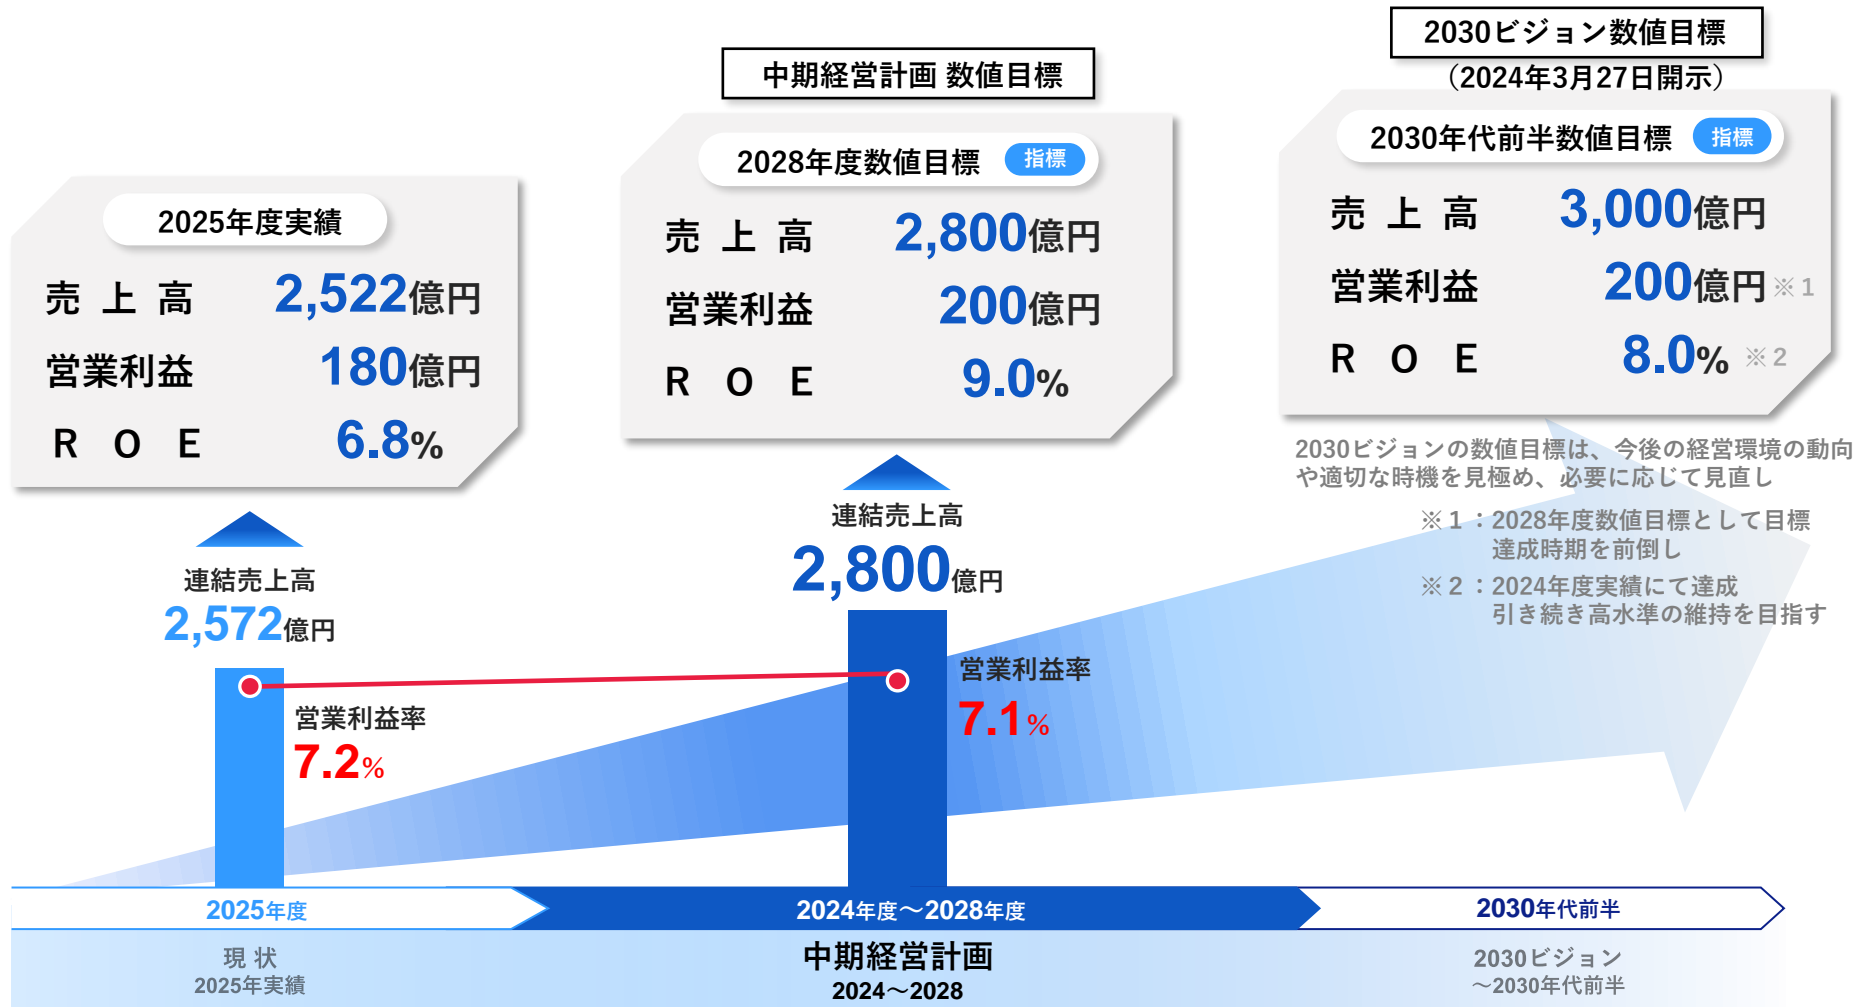 2025年度実績
売上高 2,522億円
営業利益 180億円
ROE 6.8%
連結売上高
2,572億円
営業利益率
7.2%
中期経営計画 数値目標
2028年度数値目標 指標
売上高 2,800億円
営業利益 200億円
ROE 9.0%
連結売上高
2,800億円
営業利益率
7.1%
2030ビジョン数値目標
（2024年3月27日開示）
2030年代前半数値目標 指標
売上高 3,000億円
営業利益 200億円※1
ROE 8.0% ※2
2030ビジョンの数値目標は、今後の経営環境の動向
や適切な時機を見極め、必要に応じて見直し
※1：2028年度数値目標として目標
達成時期を前倒し
※2：2024年度実績にて達成
引き続き高水準の維持を目指す
2025年度
2024年度～2028年度
2030年代前半
現 状
2025年実績
中期経営計画
2024～2028
2030ビジョン
～2030年代前半